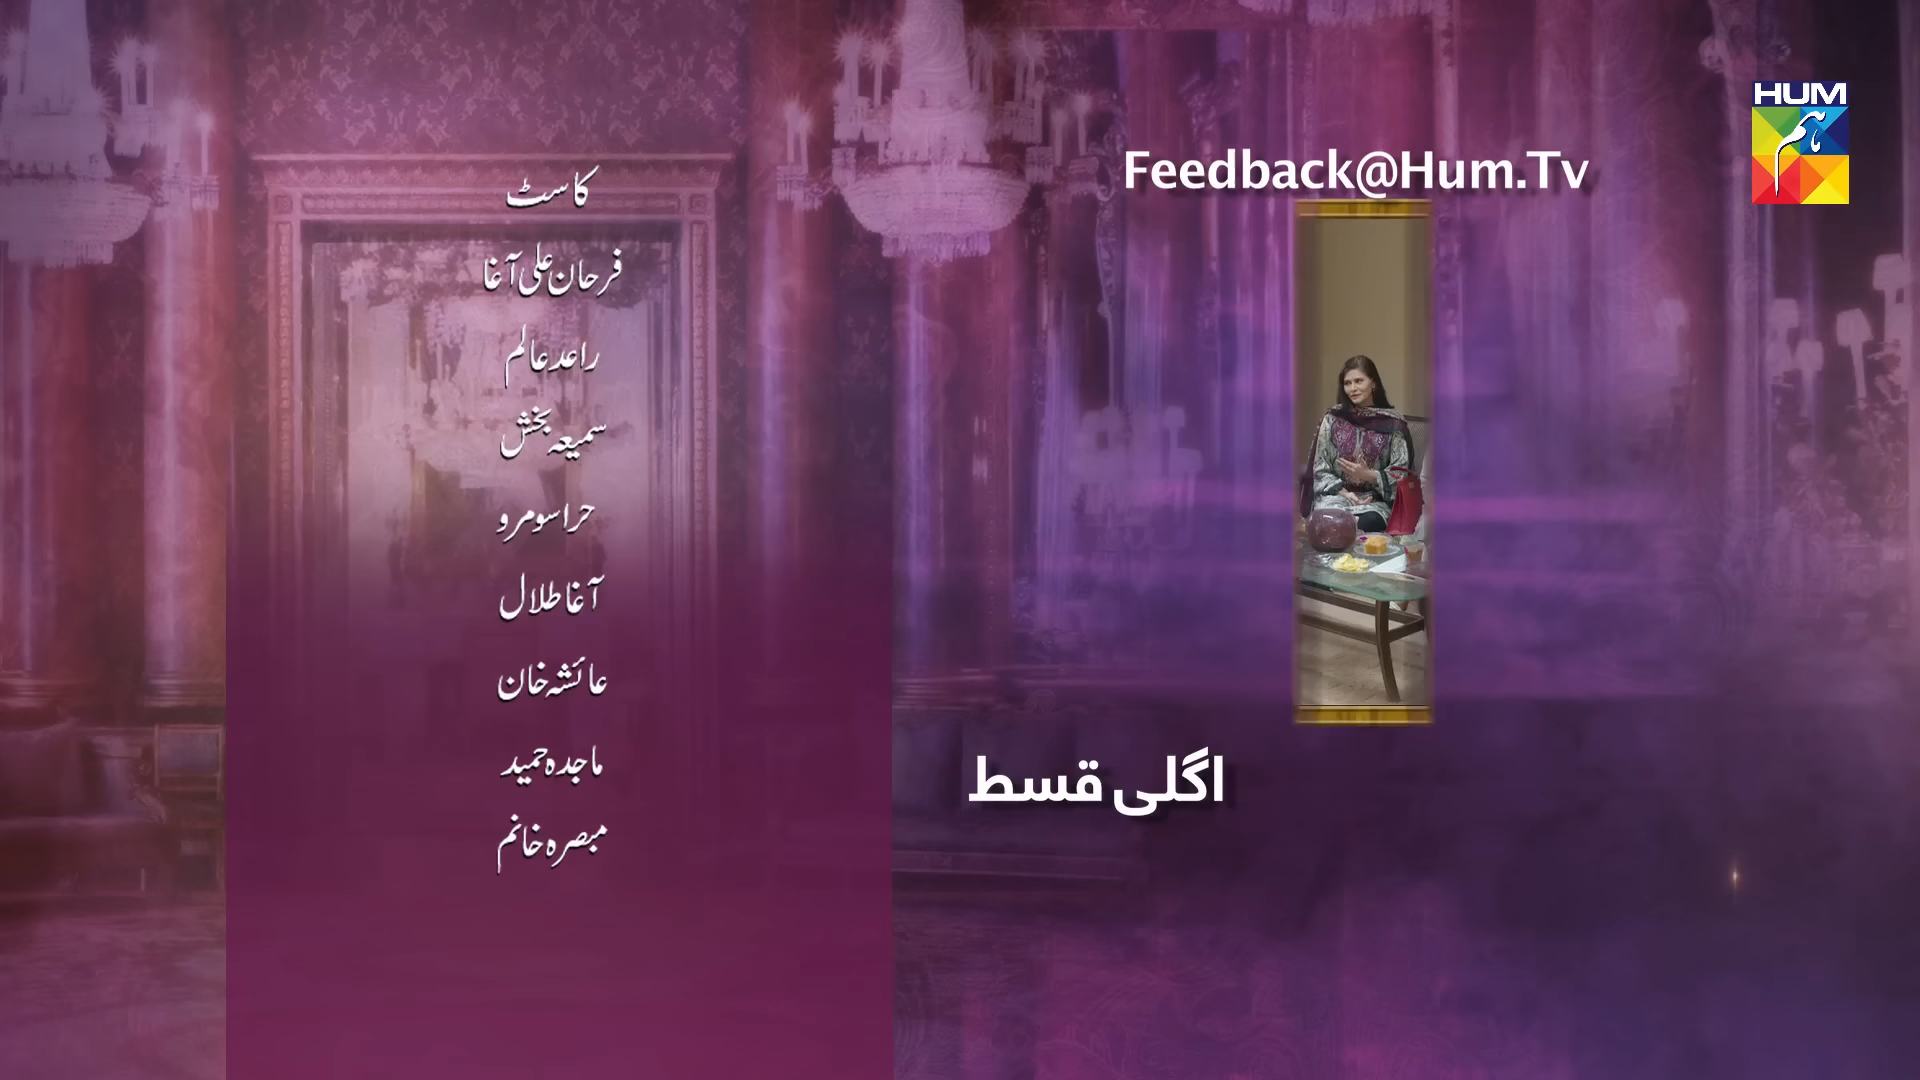 کاسٹ
فرحان علی آغا
راعد عالم
سمیعہ بخش
حرا سومرو
آغا طلال
عائشہ خان
ماجدہ حمید
مبصرہ خانم
Feedback@Hum.Tv
اگلی قسط
HUM
ہم